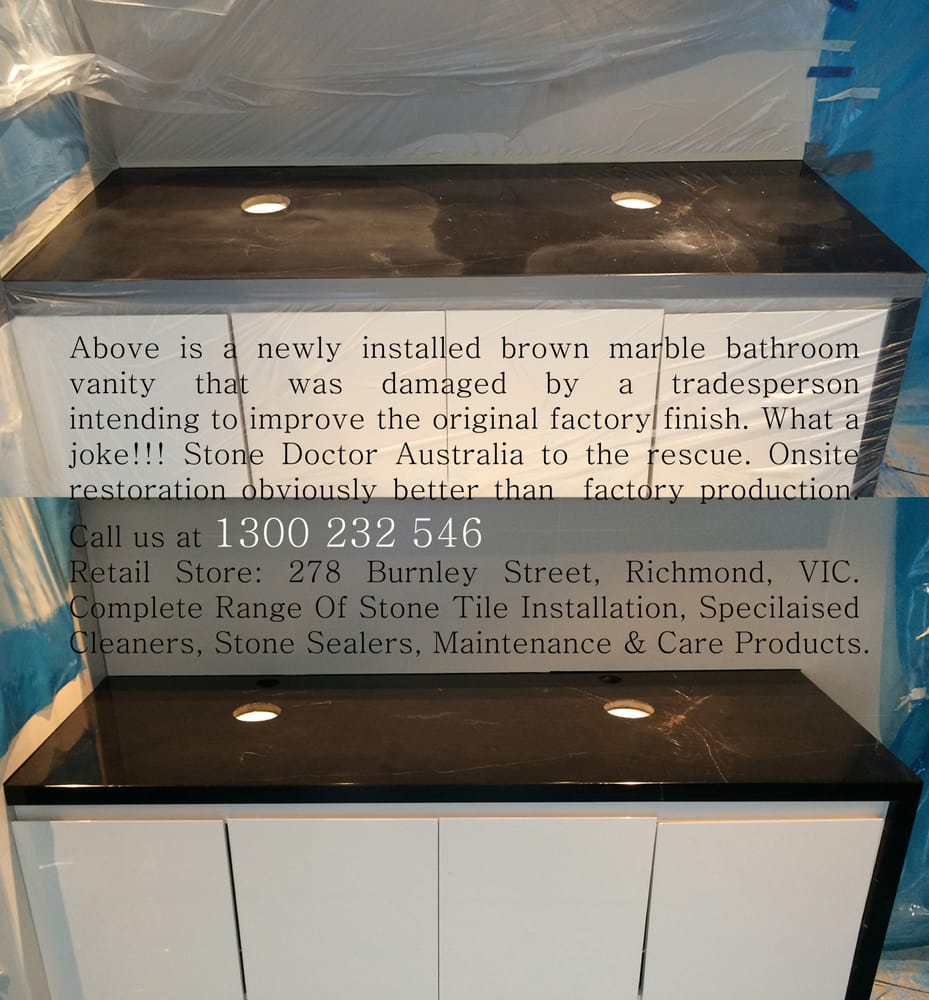 Above is a newly installed brown marble bathroom
vanity that was damaged by a tradesperson
intending to improve the original factory finish. What a
joke!!! Stone Doctor Australia to the rescue. Onsite
restoration obviously better than factory production.
Call us at 1300 232 546
Retail Store: 278 Burnley Street, Richmond, VIC.
Complete Range Of Stone Tile Installation, Specilaised
Cleaners, Stone Sealers, Maintenance & Care Products.